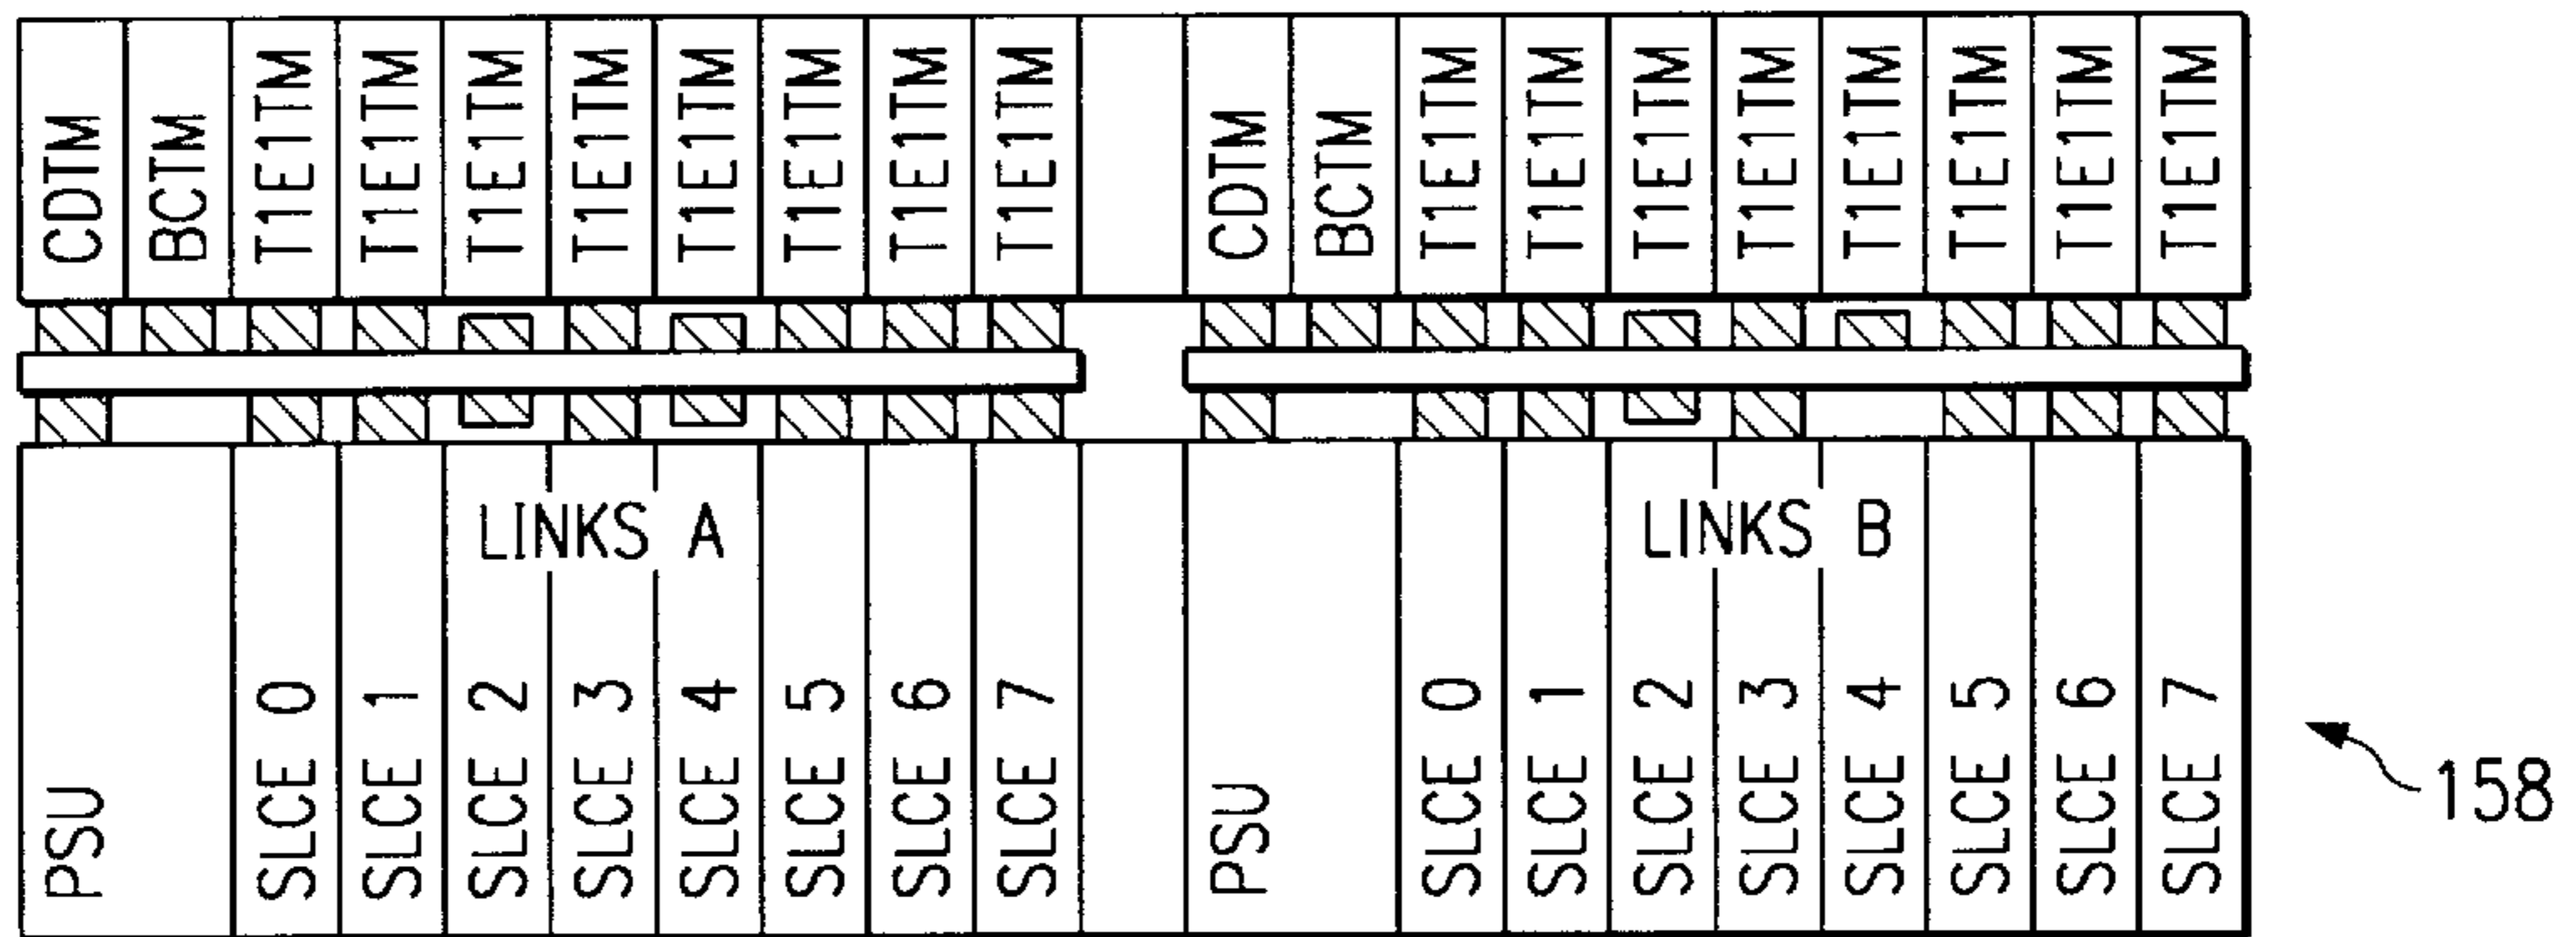 CDTM
BCTM
T1E1TM
T1E1TM
T1E1TM
T1E1TM
T1E1TM
T1E1TM
T1E1TM
T1E1TM
CDTM
BCTM
T1E1TM
T1E1TM
T1E1TM
T1E1TM
T1E1TM
T1E1TM
T1E1TM
T1E1TM
LINKS A
LINKS B
PSU
SLCE 0
SLCE 1
SLCE 2
SLCE 3
SLCE 4
SLCE 5
SLCE 6
SLCE 7
PSU
SLCE 0
SLCE 1
SLCE 2
SLCE 3
SLCE 4
SLCE 5
SLCE 6
SLCE 7
158